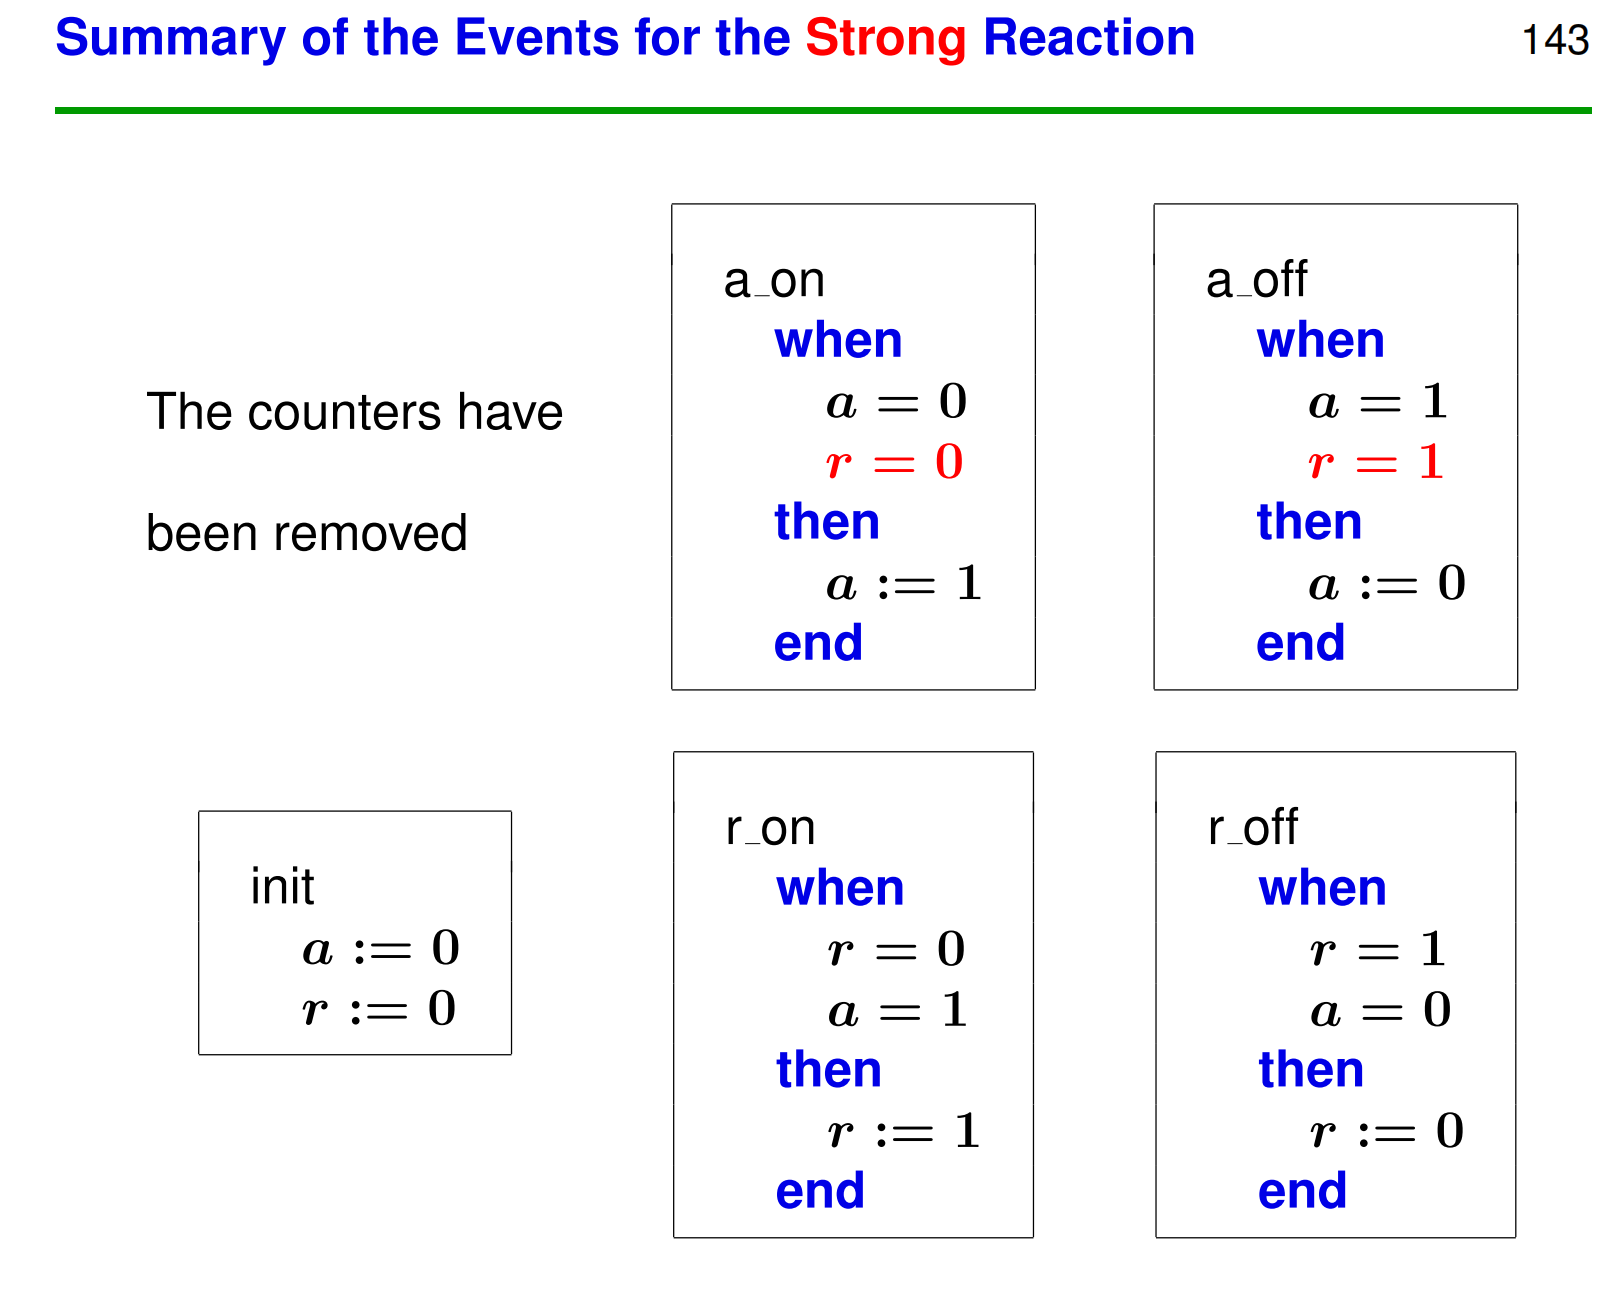 Summary of the Events for the Strong Reaction
143
The counters have
been removed
a_on
when
a = 0
r = 0
then
a := 1
end
a_off
when
a = 1
r = 1
then
a := 0
end
init
a := 0
r := 0
r_on
when
r = 0
a = 1
then
r := 1
end
r_off
when
r = 1
a = 0
then
r := 0
end